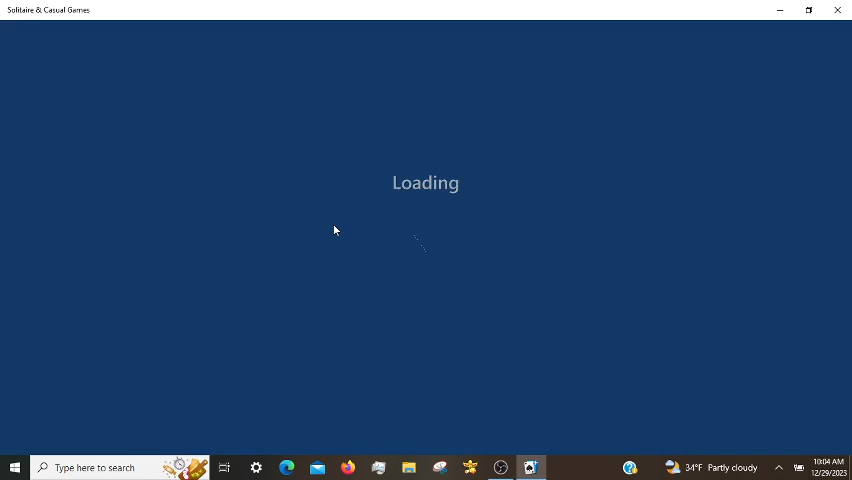 Solitaire & Casual Games
Loading
Type here to search
34°F Partly cloudy
10:04 AM
12/29/2023